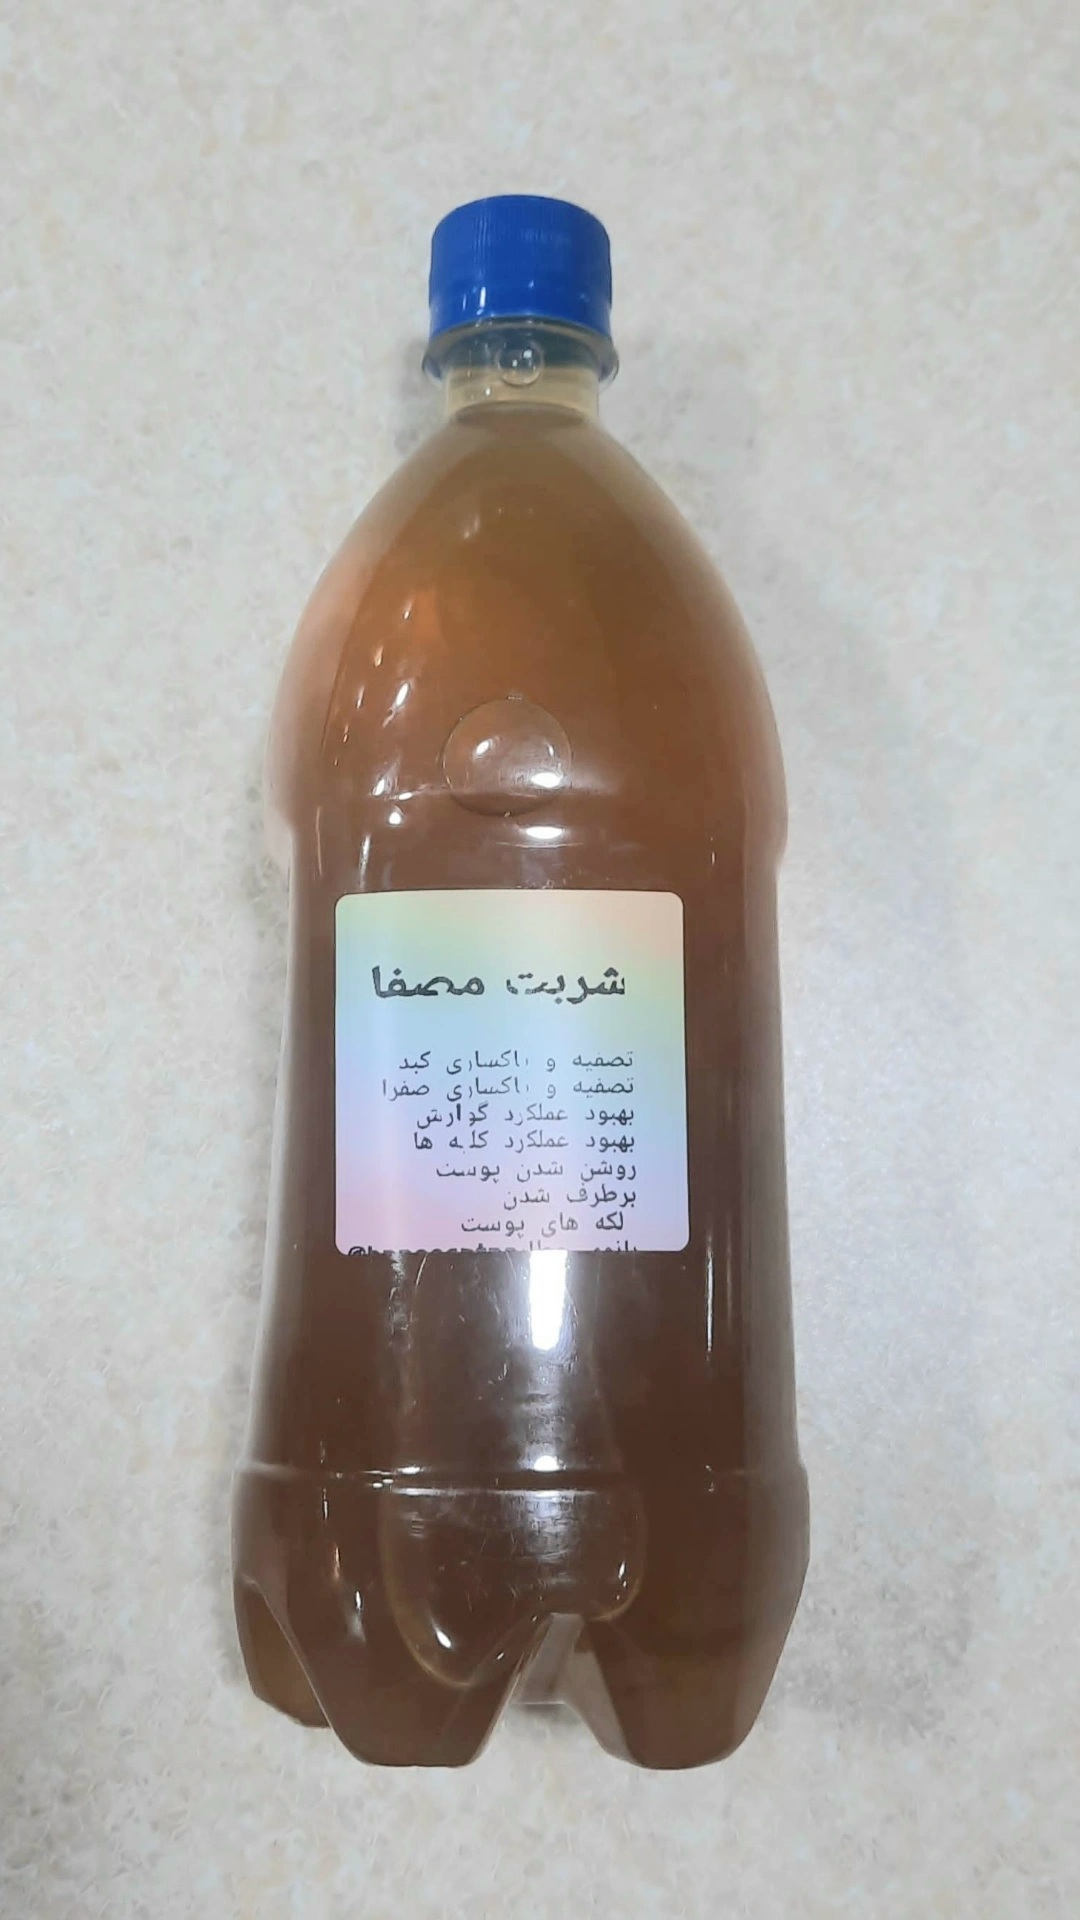 شربت مصفا
تصفیه و پاکسازی کبد
تصفیه و پاکسازی صفرا
بهبود عملکرد گوارش
بهبود عملکرد کلیه ها
روشن شدن پوست
برطرف شدن
لکه های پوست